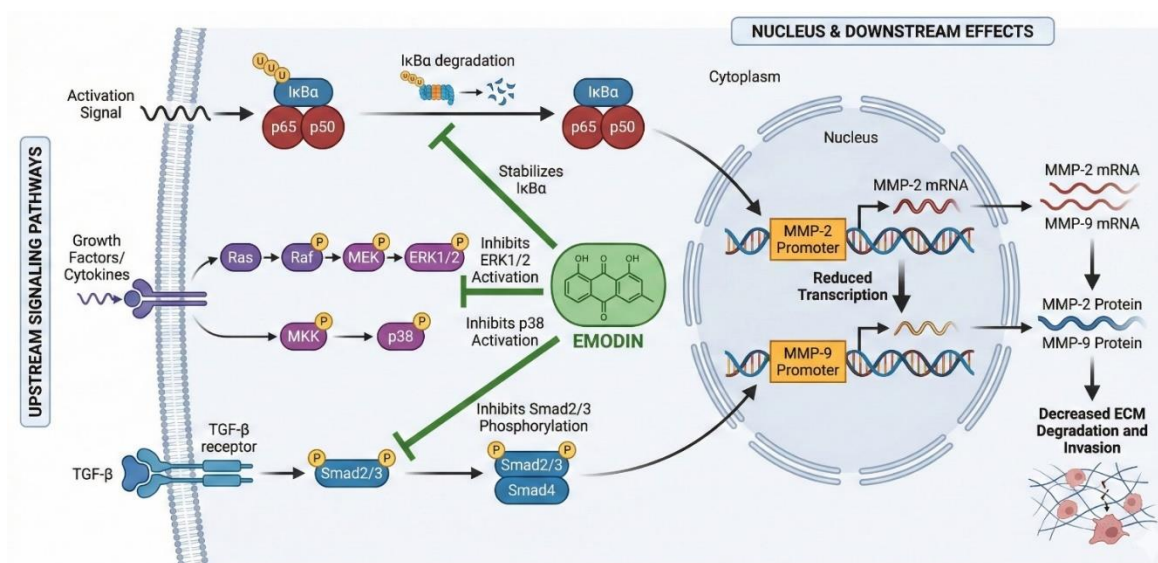 NUCLEUS & DOWNSTREAM EFFECTS
UPSTREAM SIGNALING PATHWAYS
Activation
Signal
U U U
IκBα
p65 p50
IκBα degradation
U U U
IκBα
p65 p50
Stabilizes
IκBα
Growth
Factors/
Cytokines
Ras
Raf
P
MEK
P
ERK1/2
P
Inhibits
ERK1/2
Activation
MKK
P
p38
P
Inhibits p38
Activation
OH O OH
O
EMODIN
TGF-β
receptor
TGF-β
P P
Smad2/3
Inhibits Smad2/3
Phosphorylation
P P
Smad2/3
Smad4
Cytoplasm
Nucleus
MMP-2 mRNA
MMP-2
Promoter
Reduced
Transcription
MMP-9
Promoter
MMP-2 mRNA
MMP-9 mRNA
MMP-2 Protein
MMP-9 Protein
Decreased ECM
Degradation and
Invasion